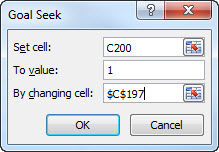 Goal Seek
Set cell: C200
To value: 1
By changing cell: $C$197
OK Cancel